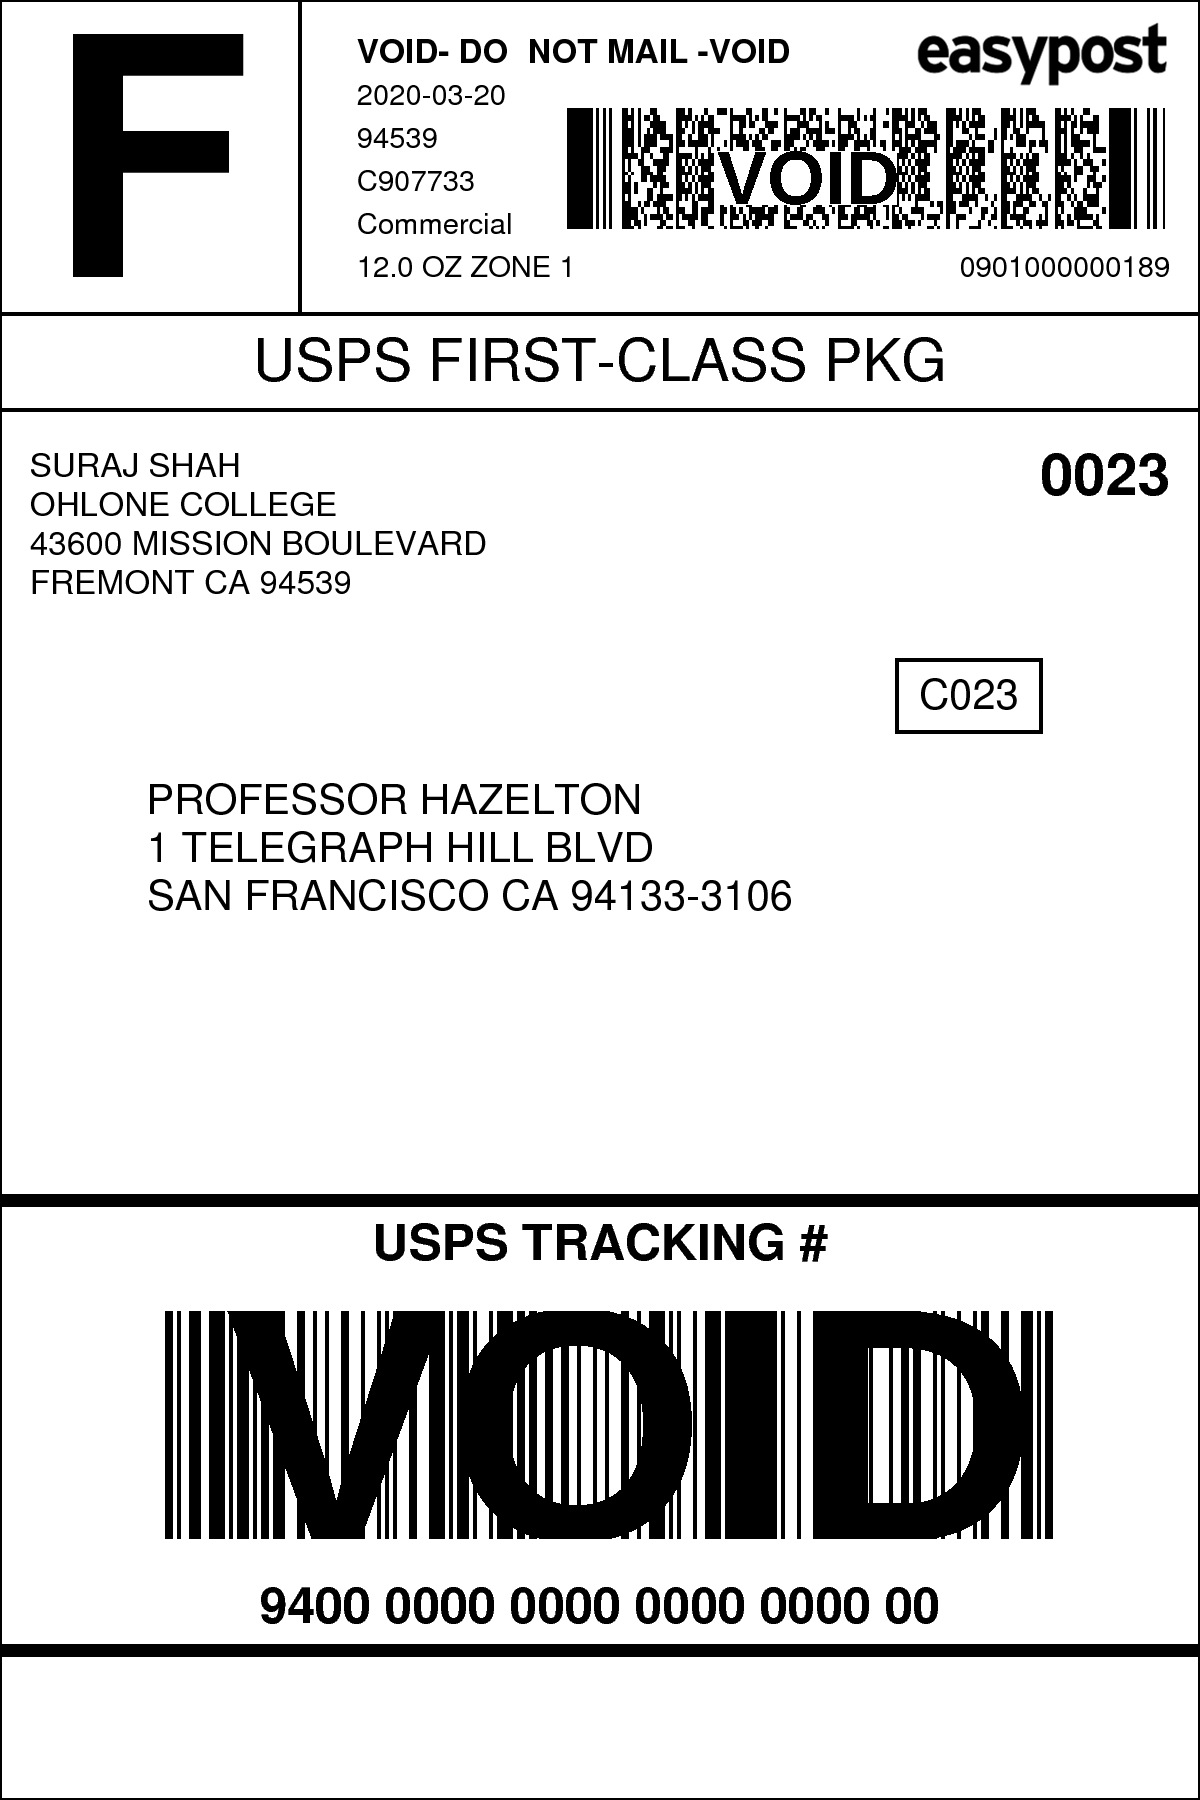 F
VOID- DO NOT MAIL -VOID
easypost
2020-03-20
94539
C907733
Commercial
VOID
12.0 OZ ZONE 1
0901000000189
USPS FIRST-CLASS PKG
SURAJ SHAH
OHLONE COLLEGE
43600 MISSION BOULEVARD
FREMONT CA 94539
0023
C023
PROFESSOR HAZELTON
1 TELEGRAPH HILL BLVD
SAN FRANCISCO CA 94133-3106
USPS TRACKING #
VOID
9400 0000 0000 0000 0000 00